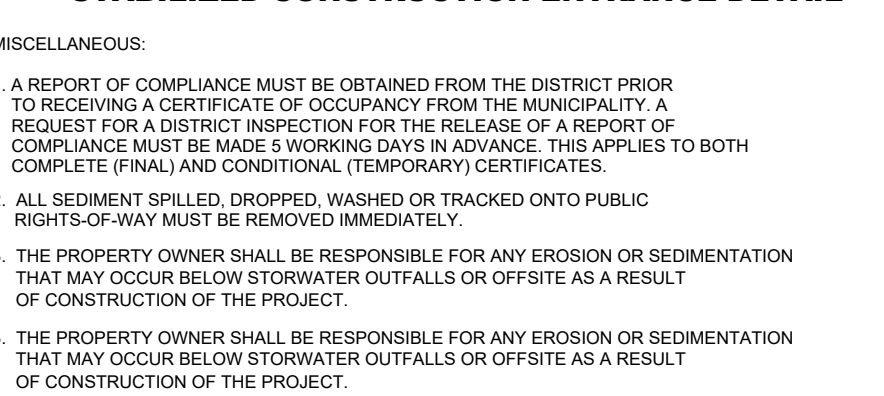 MISCELLANEOUS:
. A REPORT OF COMPLIANCE MUST BE OBTAINED FROM THE DISTRICT PRIOR
TO RECEIVING A CERTIFICATE OF OCCUPANCY FROM THE MUNICIPALITY. A
REQUEST FOR A DISTRICT INSPECTION FOR THE RELEASE OF A REPORT OF
COMPLIANCE MUST BE MADE 5 WORKING DAYS IN ADVANCE. THIS APPLIES TO BOTH
COMPLETE (FINAL) AND CONDITIONAL (TEMPORARY) CERTIFICATES.
. ALL SEDIMENT SPILLED, DROPPED, WASHED OR TRACKED ONTO PUBLIC
RIGHTS-OF-WAY MUST BE REMOVED IMMEDIATELY.
. THE PROPERTY OWNER SHALL BE RESPONSIBLE FOR ANY EROSION OR SEDIMENTATION
THAT MAY OCCUR BELOW STORWATER OUTFALLS OR OFFSITE AS A RESULT
OF CONSTRUCTION OF THE PROJECT.
. THE PROPERTY OWNER SHALL BE RESPONSIBLE FOR ANY EROSION OR SEDIMENTATION
THAT MAY OCCUR BELOW STORWATER OUTFALLS OR OFFSITE AS A RESULT
OF CONSTRUCTION OF THE PROJECT.